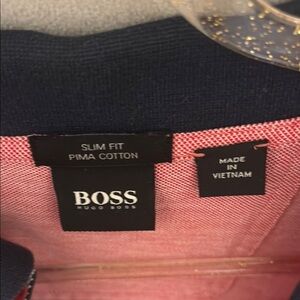 SLIM FIT
PIMA COTTON
BOSS
HUGO BOSS
MADE
IN
VIETNAM